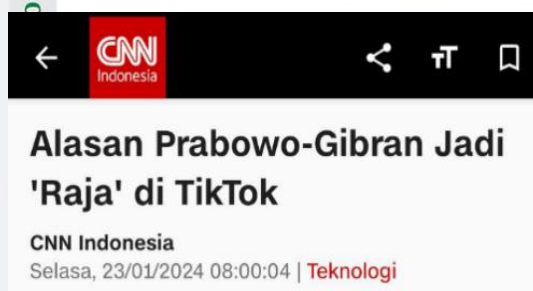 CNN
Indonesia
TT
Alasan Prabowo-Gibran Jadi
'Raja' di TikTok
CNN Indonesia
Selasa, 23/01/2024 08:00:04 | Teknologi